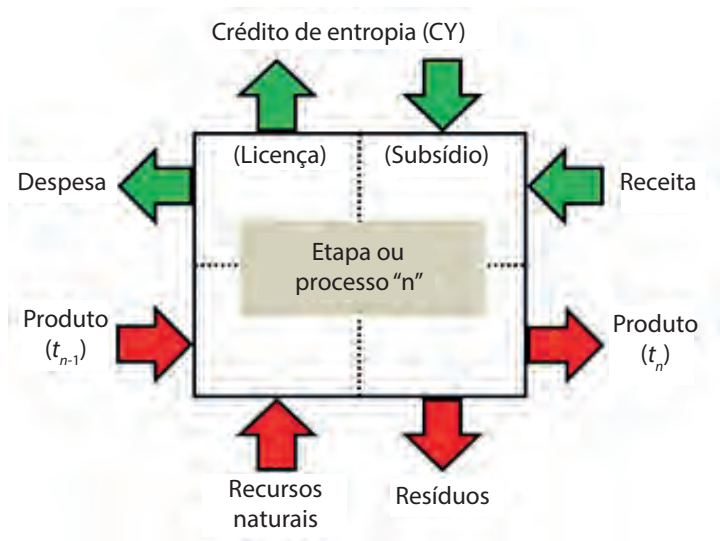 Crédito de entropia (CY)
(Licença)
(Subsídio)
Despesa
Receita
Etapa ou
processo “n”
Produto
(tn-1)
Produto
(tn)
Recursos
naturais
Resíduos